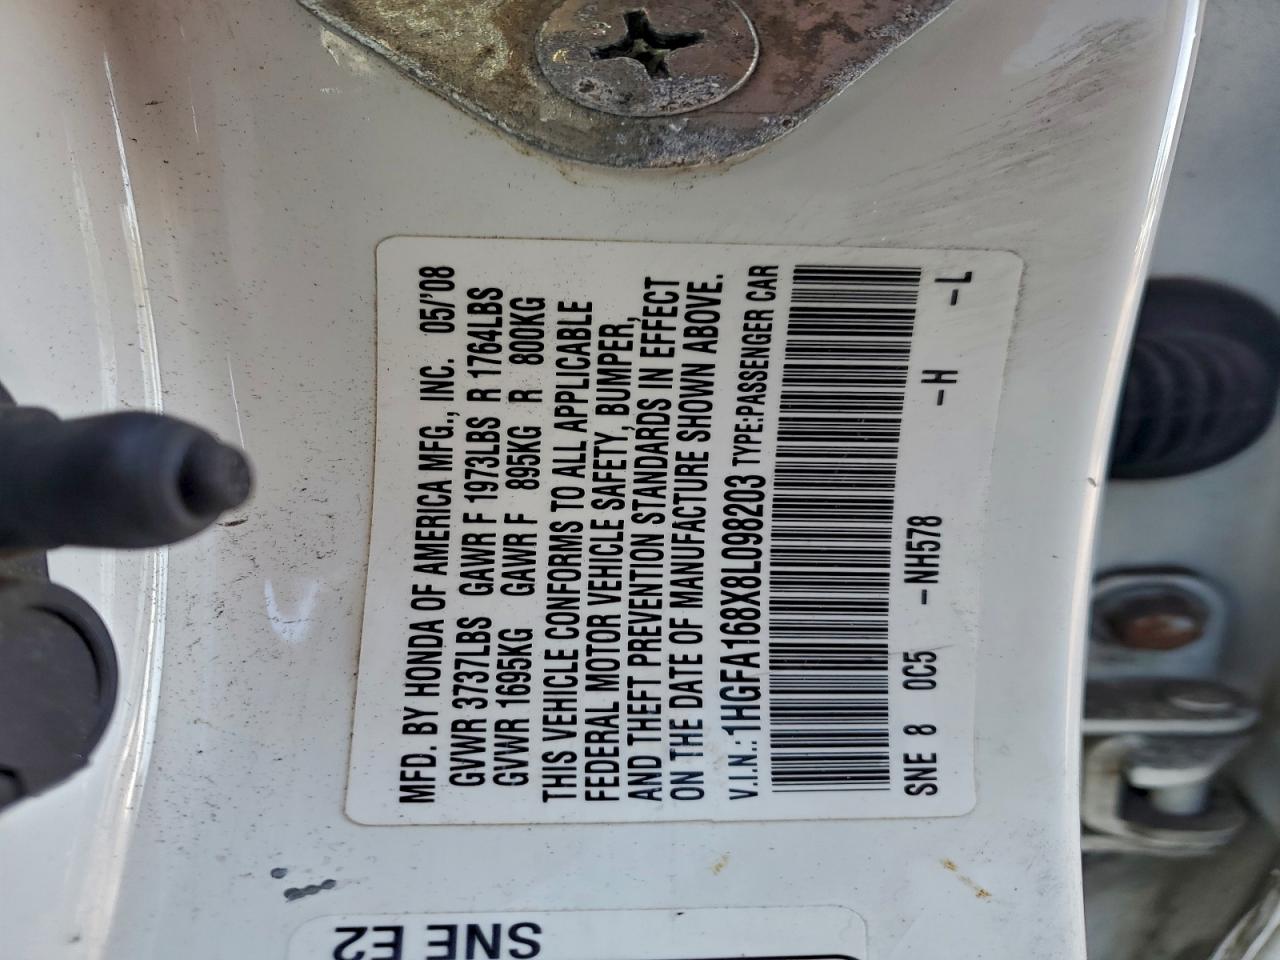 MFD. BY HONDA OF AMERICA MFG., INC. 05/'08
GVWR 3737LBS GAWR F 1973LBS R 1764LBS
GVWR 1695KG GAWR F 895KG R 800KG
THIS VEHICLE CONFORMS TO ALL APPLICABLE
FEDERAL MOTOR VEHICLE SAFETY, BUMPER,
AND THEFT PREVENTION STANDARDS IN EFFECT
ON THE DATE OF MANUFACTURE SHOWN ABOVE.
V.I.N.: 1HGFA168X8L098203 TYPE:PASSENGER CAR
SNE 8 0C5 -NH578 -H -L
SNE E2